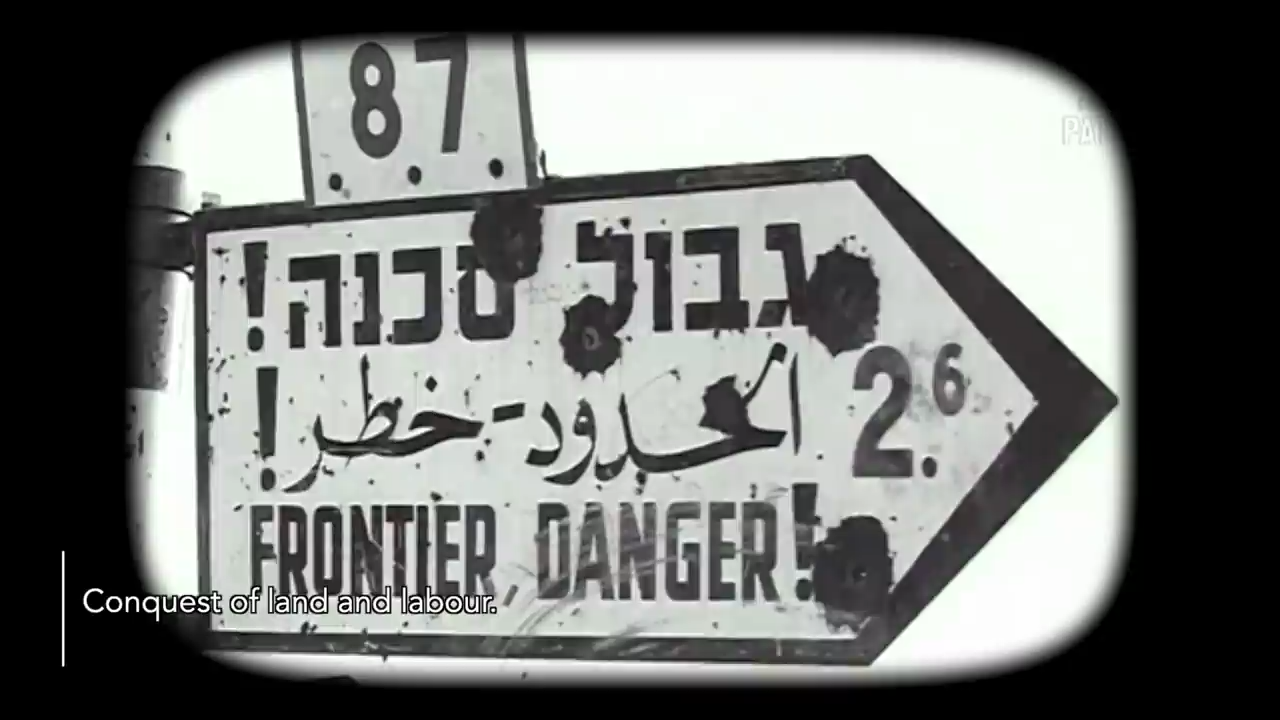 87
גבול סכנה!
الحدود - خطر!
2.6
FRONTIER, DANGER!
Conquest of land and labour.